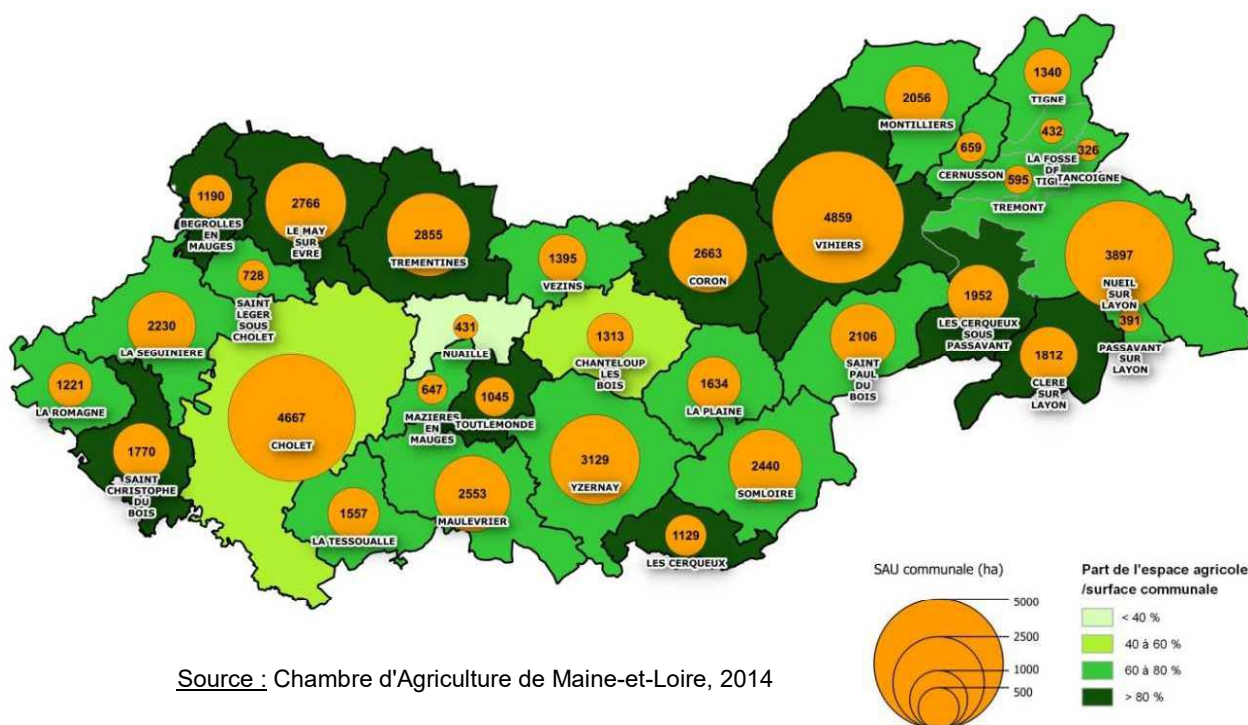 1340
TIGNE
2056
MONTILLIERS
432
LA FOSSE
DE
TIGNE
326
TANCOIGNE
659
CERNUSSON
595
TREMONT
1190
BEGROLLES
EN
MAUGES
2766
LE MAY
SUR
EVRE
2855
TREMENTINES
4859
VIHIERS
1395
VEZINS
2663
CORON
3897
NUEIL
SUR
LAYON
728
SAINT
LEGER
SOUS
CHOLET
1952
LES CERQUEUX
SOUS
PASSAVANT
391
PASSAVANT
SUR
LAYON
2230
LA SEGUINIERE
431
NUAILLE
1313
CHANTELOUP
LES
BOIS
2106
SAINT
PAUL
DU
BOIS
1812
CLERE
SUR
LAYON
1221
LA ROMAGNE
647
MAZIERES
EN
MAUGES
1045
TOUTLEMONDE
1634
LA PLAINE
4667
CHOLET
1770
SAINT
CHRISTOPHE
DU
BOIS
3129
YZERNAY
2440
SOMLOIRE
2553
MAULEVRIER
1557
LA TESSOUALLE
1129
LES CERQUEUX
SAU communale (ha)
5000
2500
1000
500
Part de l'espace agricole
/surface communale
< 40 %
40 à 60 %
60 à 80 %
> 80 %
Source : Chambre d'Agriculture de Maine-et-Loire, 2014